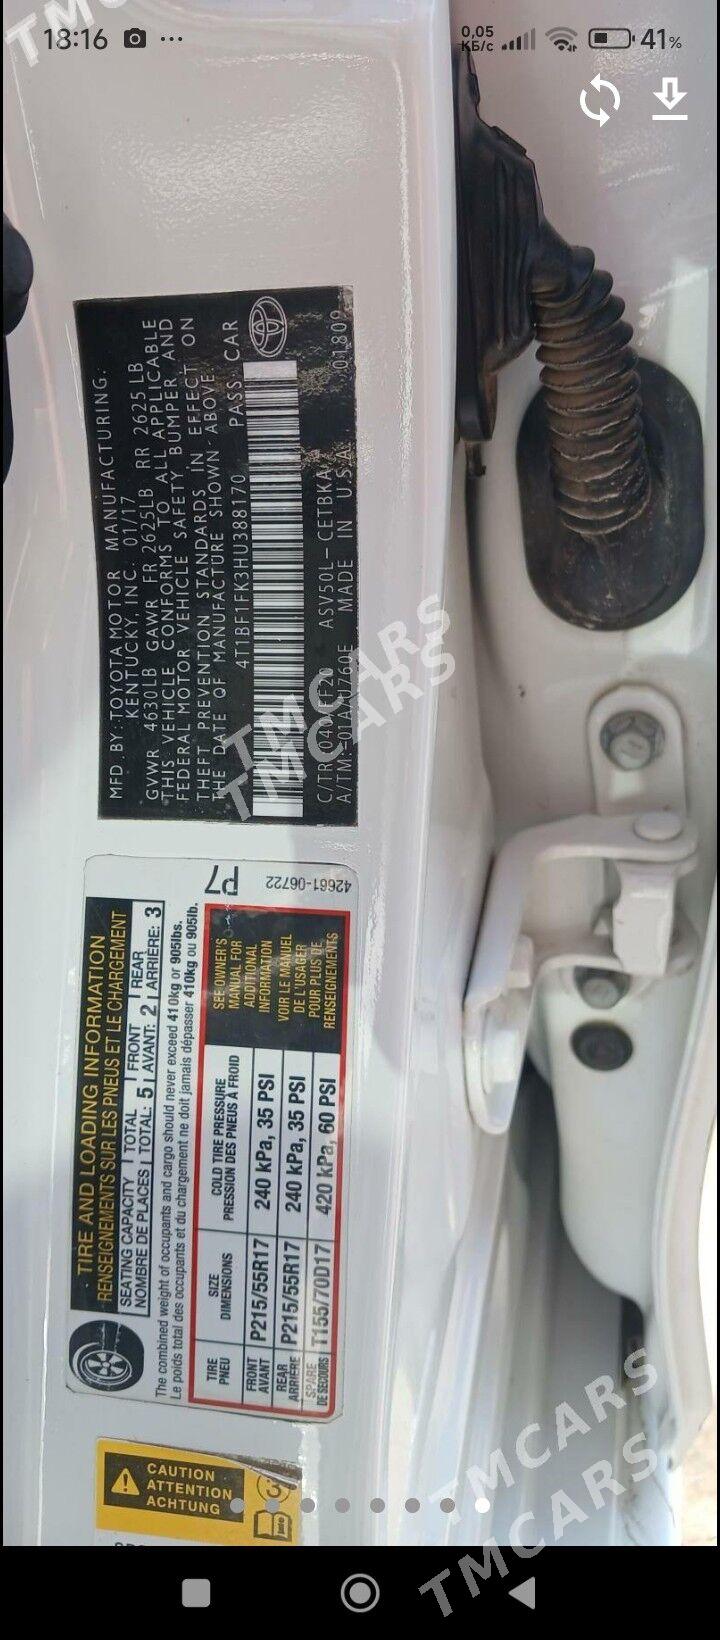 18:16
0,05
КБ/с
41%
MFD. BY: TOYOTA MOTOR MANUFACTURING.
KENTUCKY, INC. 01/17
GVWR 4630LB GAWR FR 2625LB RR 2625LB
THIS VEHICLE CONFORMS TO ALL APPLICABLE
FEDERAL MOTOR VEHICLE SAFETY BUMPER AND
THEFT PREVENTION STANDARDS IN EFFECT ON
THE DATE OF MANUFACTURE SHOWN ABOVE.
4T1BF1FK3HU388170 PASS CAR
C/TR: 040
ASV50L-CETBKA
A/TM:
U760E MADE IN U.S.A. 01809
TIRE AND LOADING INFORMATION
RENSEIGNEMENTS SUR LES PNEUS ET LE CHARGEMENT
SEATING CAPACITY TOTAL FRONT REAR
NOMBRE DE PLACES TOTAL: 5 AVANT: 2 ARRIÈRE: 3
The combined weight of occupants and cargo should never exceed 410kg or 905lbs.
Le poids total des occupants et du chargement ne doit jamais dépasser 410kg ou 905lb.
TIRE SIZE COLD TIRE PRESSURE
PNEU DIMENSIONS PRESSION DES PNEUS À FROID
FRONT
AVANT P215/55R17 240 kPa, 35 PSI
REAR
ARRIÈRE P215/55R17 240 kPa, 35 PSI
SPARE
DE SECOURS T155/70D17 420 kPa, 60 PSI
SEE OWNER'S
MANUAL FOR
ADDITIONAL
INFORMATION
VOIR LE MANUEL
DE L'USAGER
POUR PLUS DE
RENSEIGNEMENTS
P7
42661-06722
CAUTION
ATTENTION
ACHTUNG
3
TMCARS
TMCARS
TMCARS
TMCARS
TMCARS